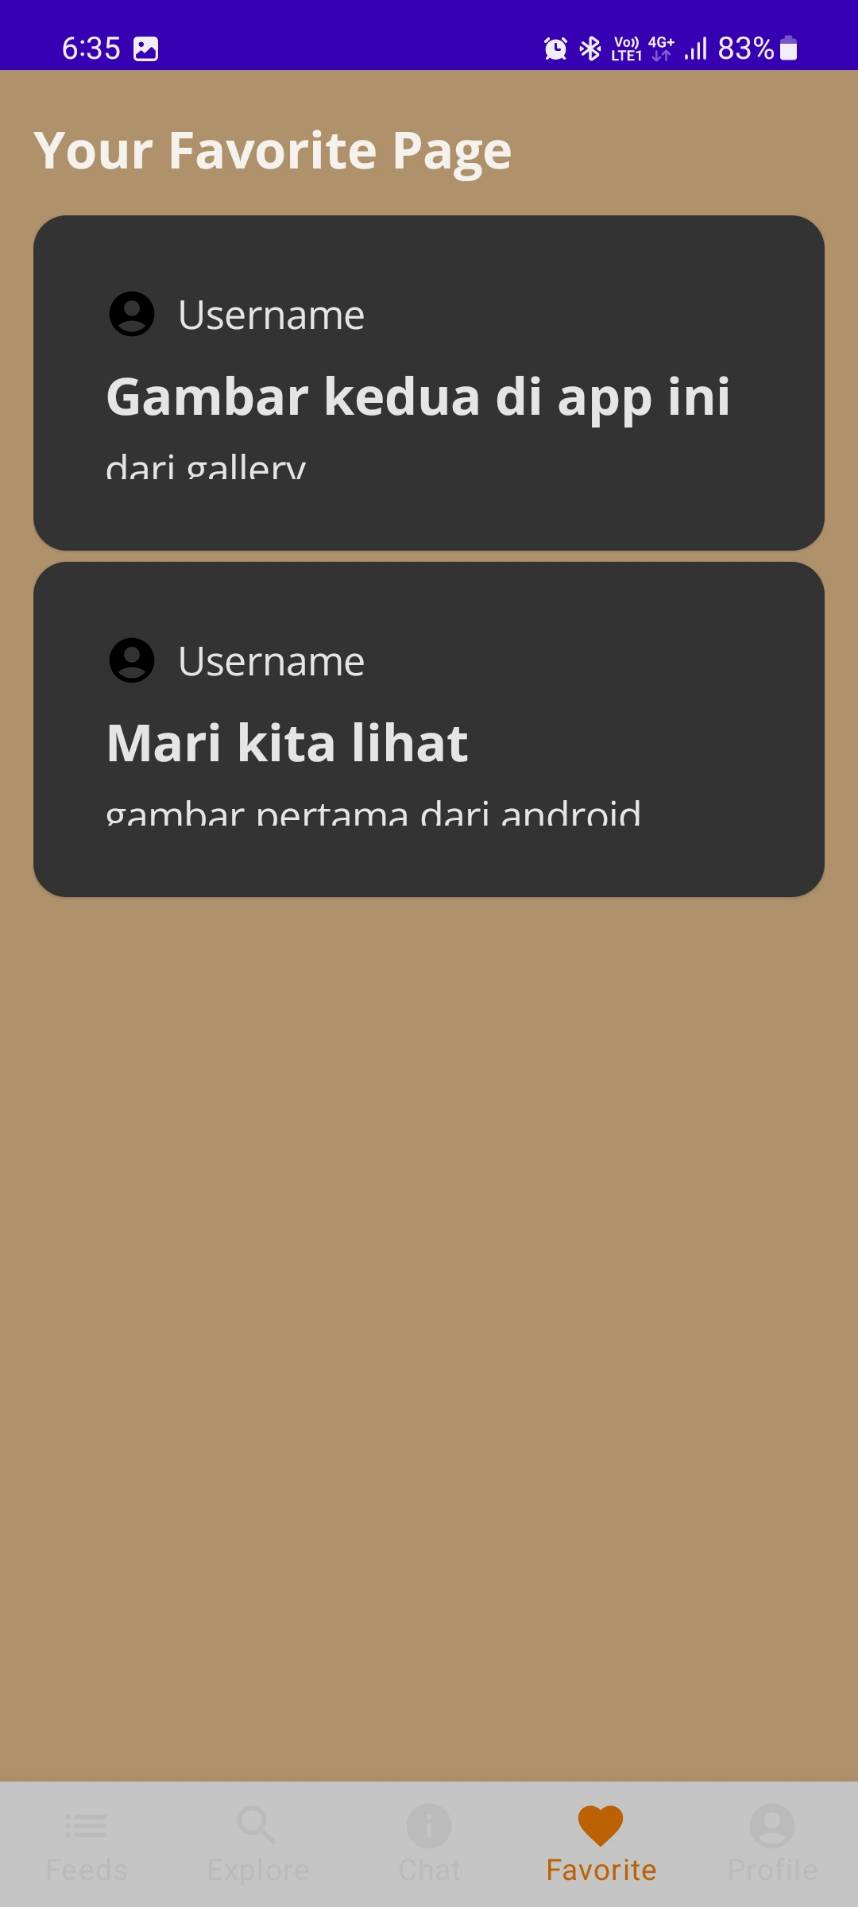 6:35
Vo)) LTE1 4G+ 83%
Your Favorite Page
Username
Gambar kedua di app ini
dari gallery
Username
Mari kita lihat
gambar pertama dari android
Feeds Explore Chat Favorite Profile